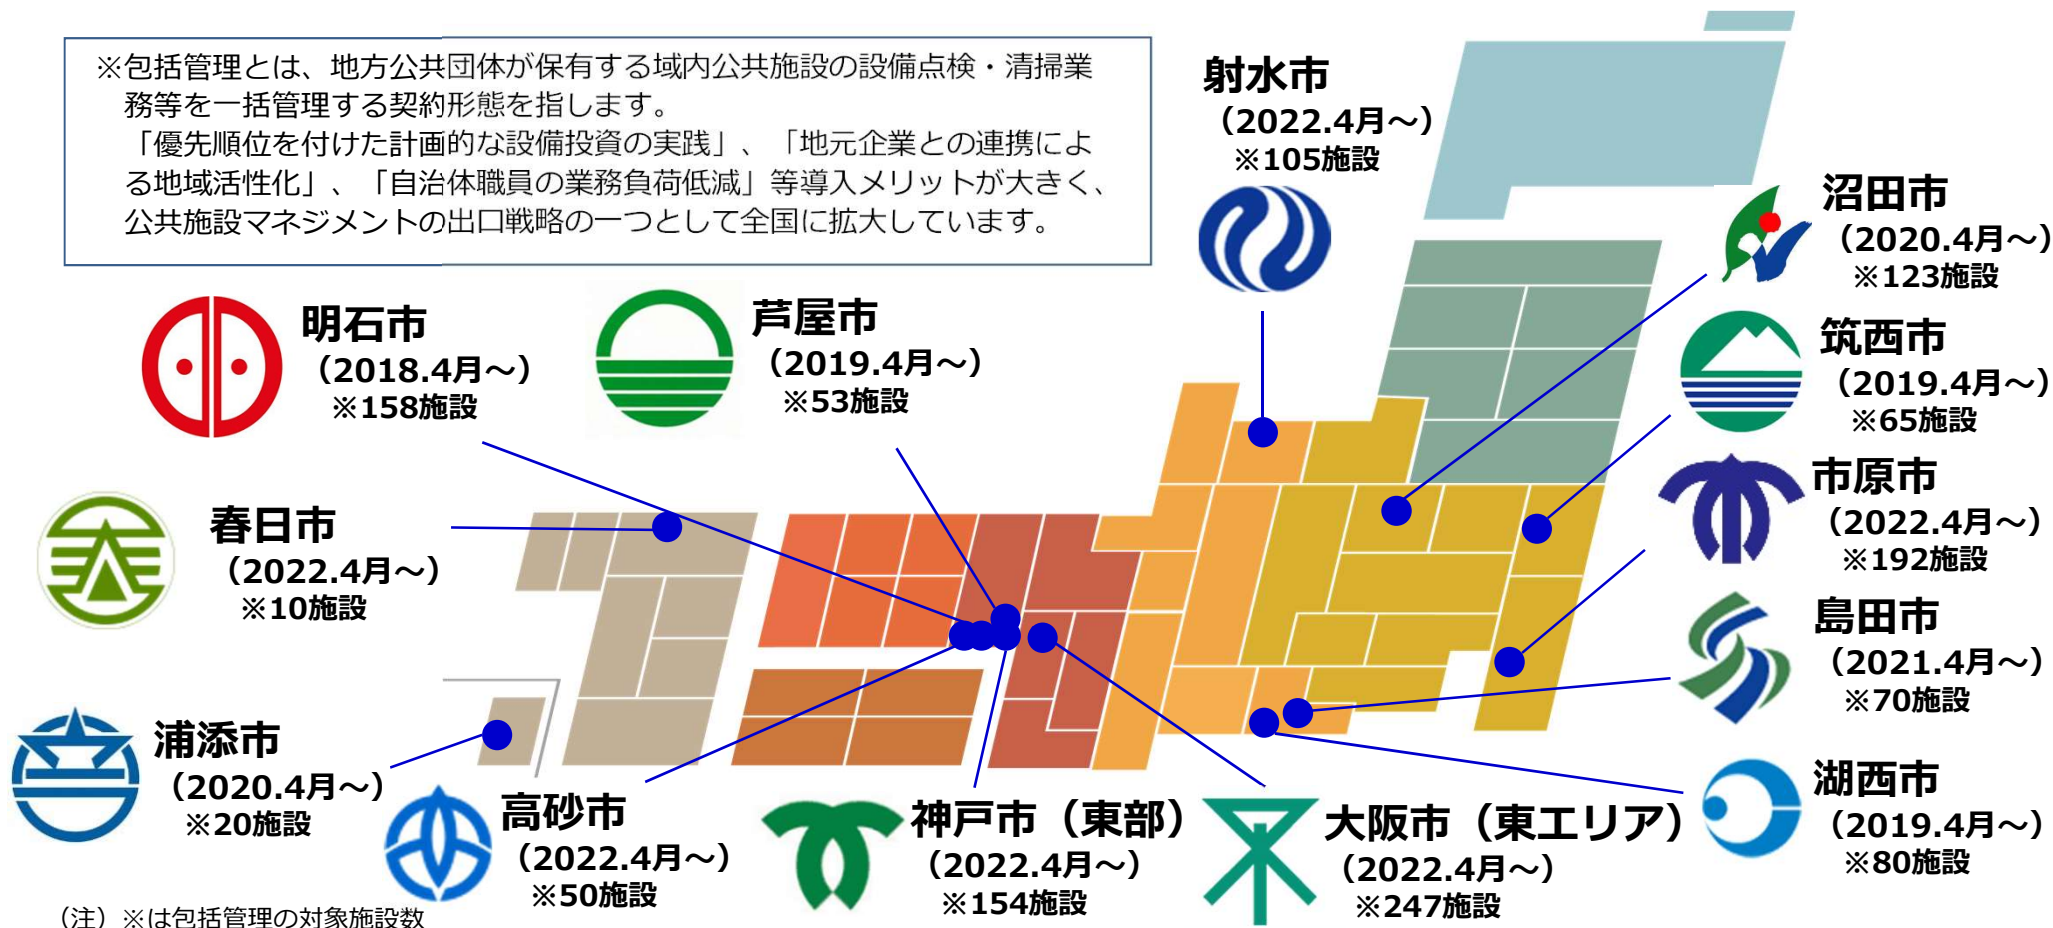 ※包括管理とは、地方公共団体が保有する域内公共施設の設備点検・清掃業
務等を一括管理する契約形態を指します。
「優先順位を付けた計画的な設備投資の実践」、「地元企業との連携によ
る地域活性化」、「自治体職員の業務負荷低減」等導入メリットが大きく、
公共施設マネジメントの出口戦略の一つとして全国に拡大しています。
射水市
（2022.4月～）
※105施設
沼田市
（2020.4月～）
※123施設
明石市
（2018.4月～）
※158施設
芦屋市
（2019.4月～）
※53施設
筑西市
（2019.4月～）
※65施設
春日市
（2022.4月～）
※10施設
市原市
（2022.4月～）
※192施設
島田市
（2021.4月～）
※70施設
浦添市
（2020.4月～）
※20施設
高砂市
（2022.4月～）
※50施設
神戸市（東部）
（2022.4月～）
※154施設
大阪市（東エリア）
（2022.4月～）
※247施設
湖西市
（2019.4月～）
※80施設
（注）※は包括管理の対象施設数